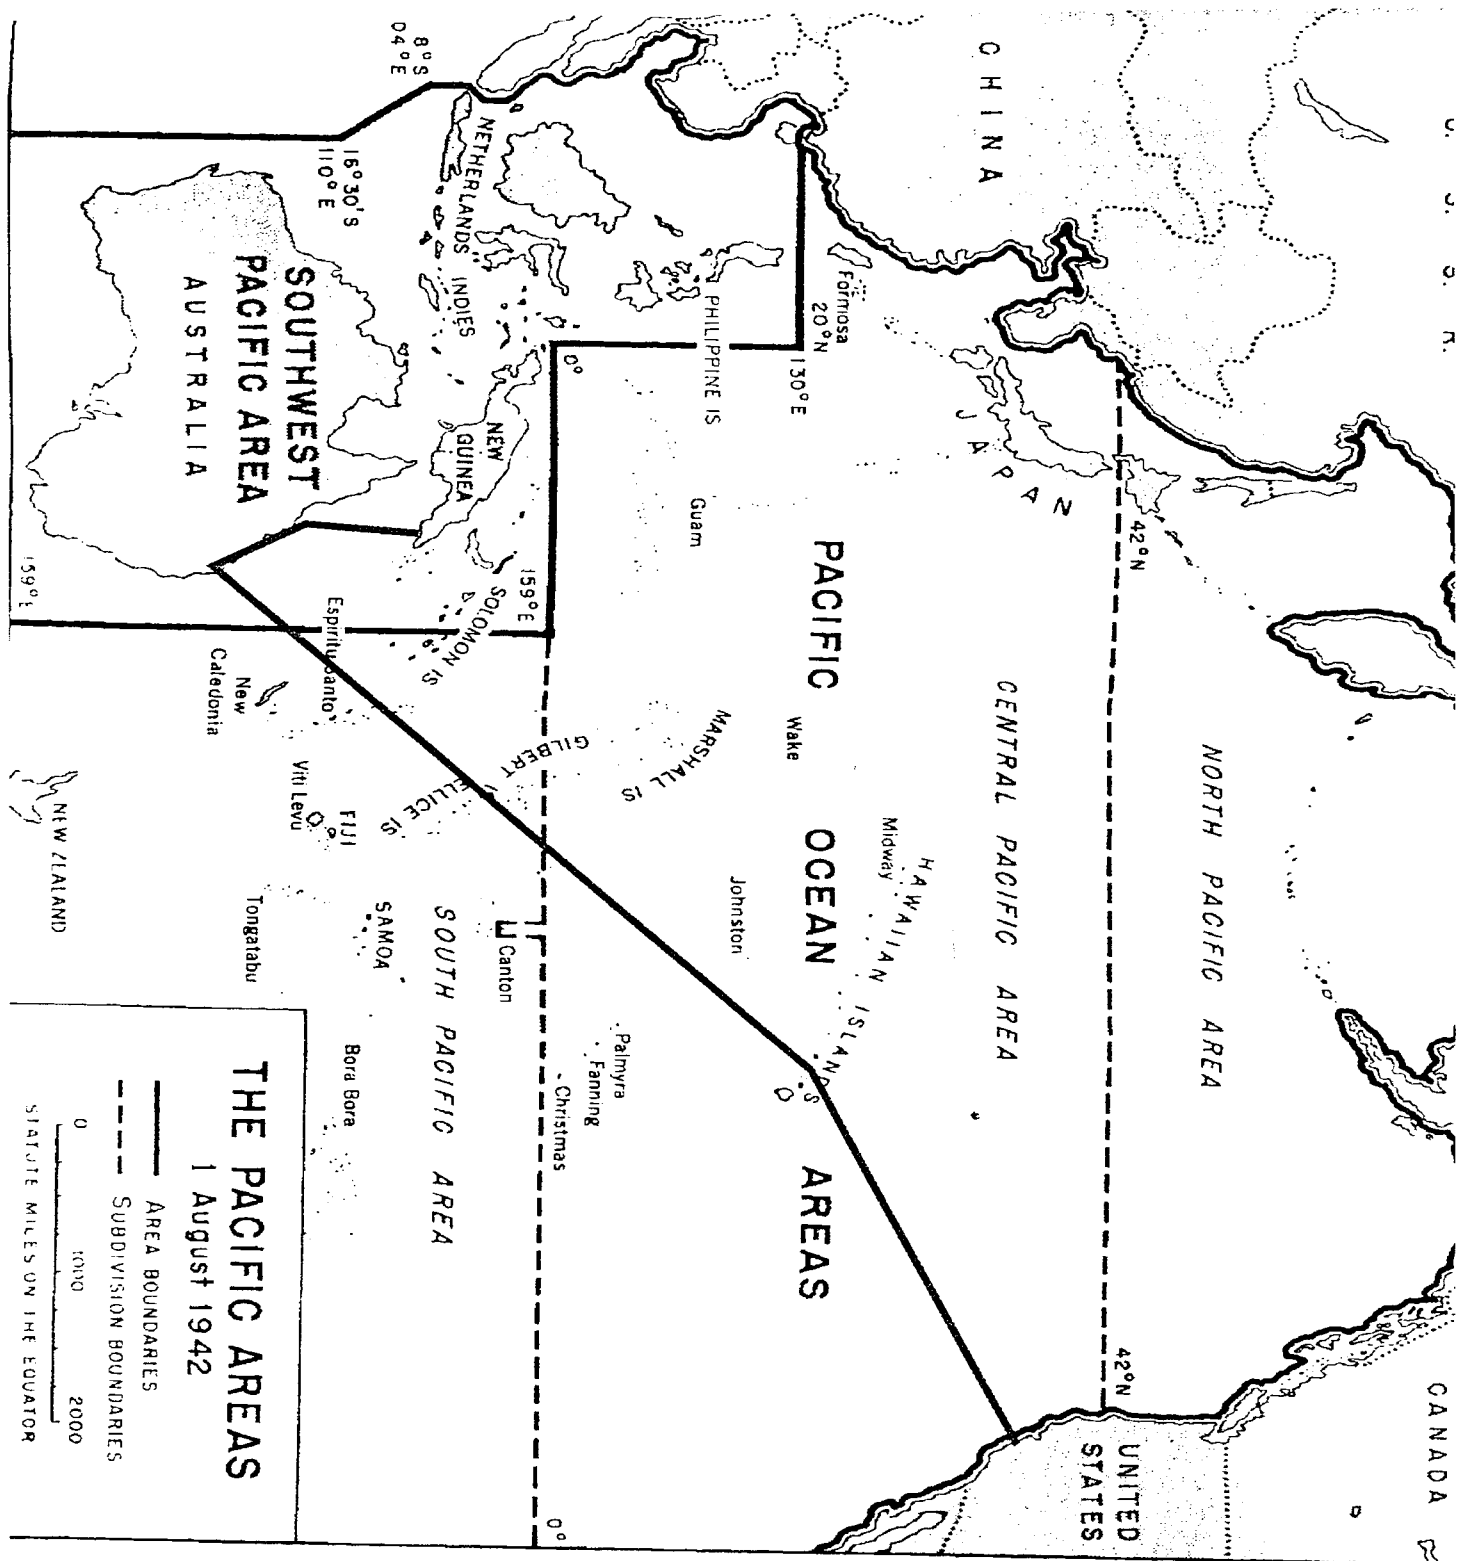 U. S. S. R.
CANADA
CHINA
UNITED
STATES
42°N
42°N
NORTH PACIFIC AREA
JAPAN
CENTRAL PACIFIC AREA
Formosa
20°N
130°E
HAWAIIAN ISLANDS
Midway
PACIFIC OCEAN AREAS
Wake
Johnston
PHILIPPINE IS
Guam
MARSHALL IS
Palmyra
Fanning
Christmas
0°
0°
159°E
GILBERT
ELLICE IS
Canton
NETHERLANDS INDIES
NEW
GUINEA
SOLOMON IS
SOUTH PACIFIC AREA
8°S
04°E
16°30'S
110°E
SAMOA
FIJI
Viti Levu
Espiritu Santo
Bora Bora
SOUTHWEST
PACIFIC AREA
AUSTRALIA
New
Caledonia
Tongatabu
159°E
NEW ZEALAND
THE PACIFIC AREAS
1 August 1942
AREA BOUNDARIES
SUBDIVISION BOUNDARIES
0 1000 2000
STATUTE MILES ON THE EQUATOR